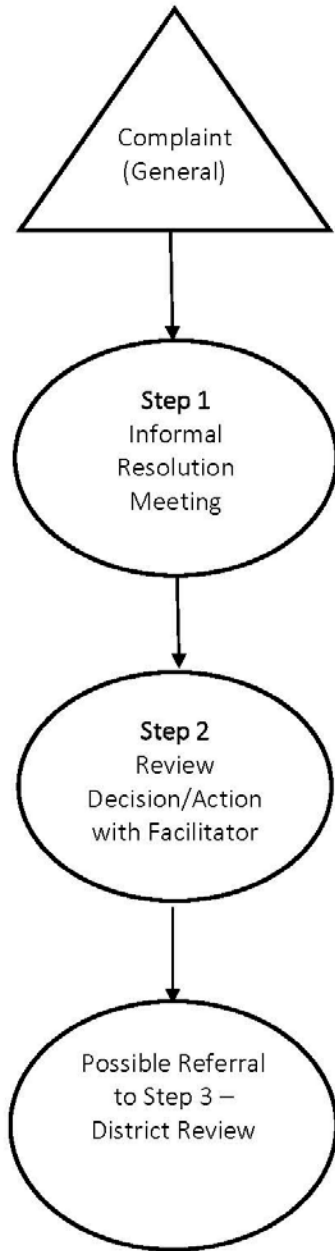 Complaint
(General)
Step 1
Informal
Resolution
Meeting
Step 2
Review
Decision/Action
with Facilitator
Possible Referral
to Step 3 –
District Review